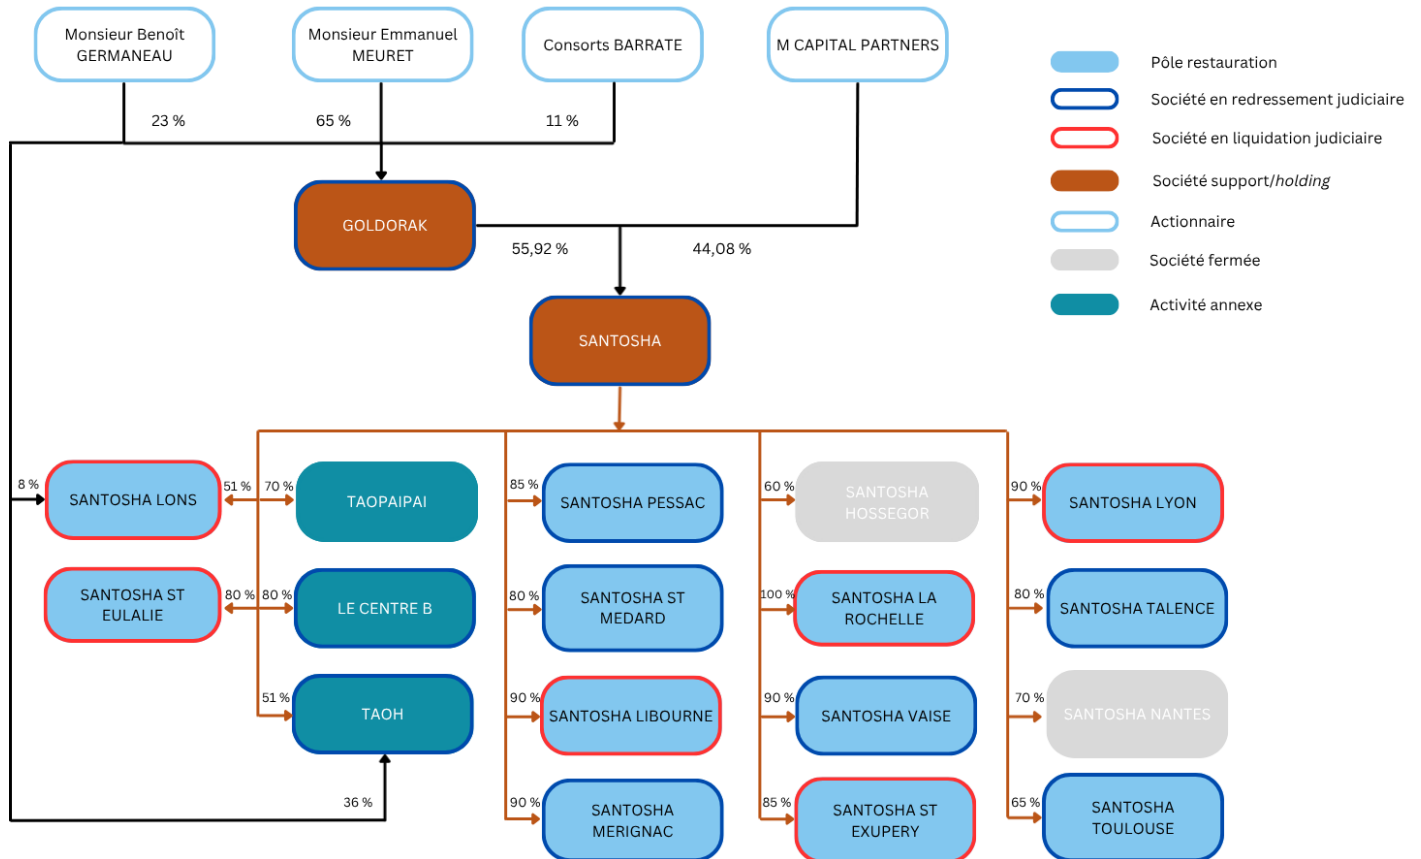 Monsieur Benoît
GERMANEAU
Monsieur Emmanuel
MEURET
Consorts BARRATE
M CAPITAL PARTNERS
23 %
65 %
11 %
GOLDORAK
55,92 %
44,08 %
SANTOSHA
Pôle restauration
Société en redressement judiciaire
Société en liquidation judiciaire
Société support/holding
Actionnaire
Société fermée
Activité annexe
8 %
SANTOSHA LONS
51 %
70 %
TAOPAIPAI
85 %
SANTOSHA PESSAC
60 %
SANTOSHA
HOSSEGOR
90 %
SANTOSHA LYON
SANTOSHA ST
EULALIE
80 %
80 %
LE CENTRE B
80 %
SANTOSHA ST
MEDARD
100 %
SANTOSHA LA
ROCHELLE
80 %
SANTOSHA TALENCE
51 %
TAOH
90 %
SANTOSHA LIBOURNE
90 %
SANTOSHA VAISE
70 %
SANTOSHA NANTES
36 %
90 %
SANTOSHA
MERIGNAC
85 %
SANTOSHA ST
EXUPERY
65 %
SANTOSHA
TOULOUSE